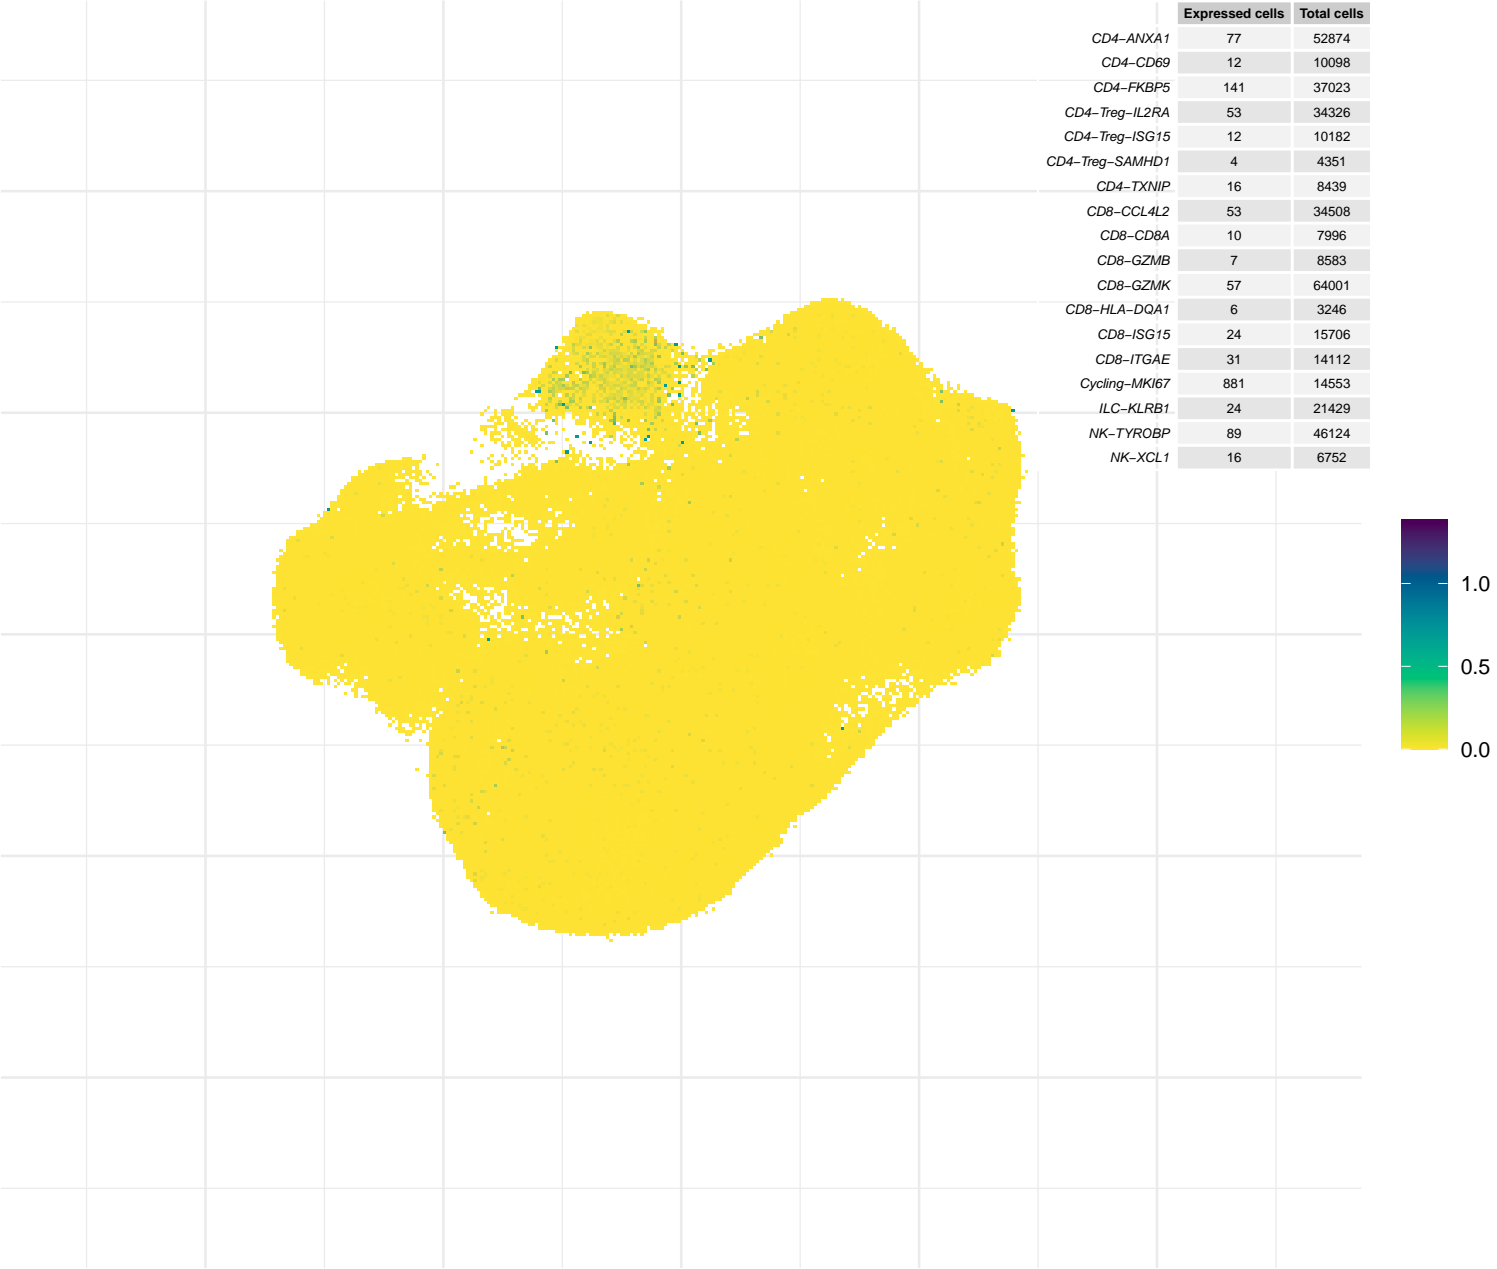 Expressed cells Total cells
CD4−ANXA1 77 52874
CD4−CD69 12 10098
CD4−FKBP5 141 37023
CD4−Treg−IL2RA 53 34326
CD4−Treg−ISG15 12 10182
CD4−Treg−SAMHD1 4 4351
CD4−TXNIP 16 8439
CD8−CCL4L2 53 34508
CD8−CD8A 10 7996
CD8−GZMB 7 8583
CD8−GZMK 57 64001
CD8−HLA−DQA1 6 3246
CD8−ISG15 24 15706
CD8−ITGAE 31 14112
Cycling−MKI67 881 14553
ILC−KLRB1 24 21429
NK−TYROBP 89 46124
NK−XCL1 16 6752
1.0
0.5
0.0